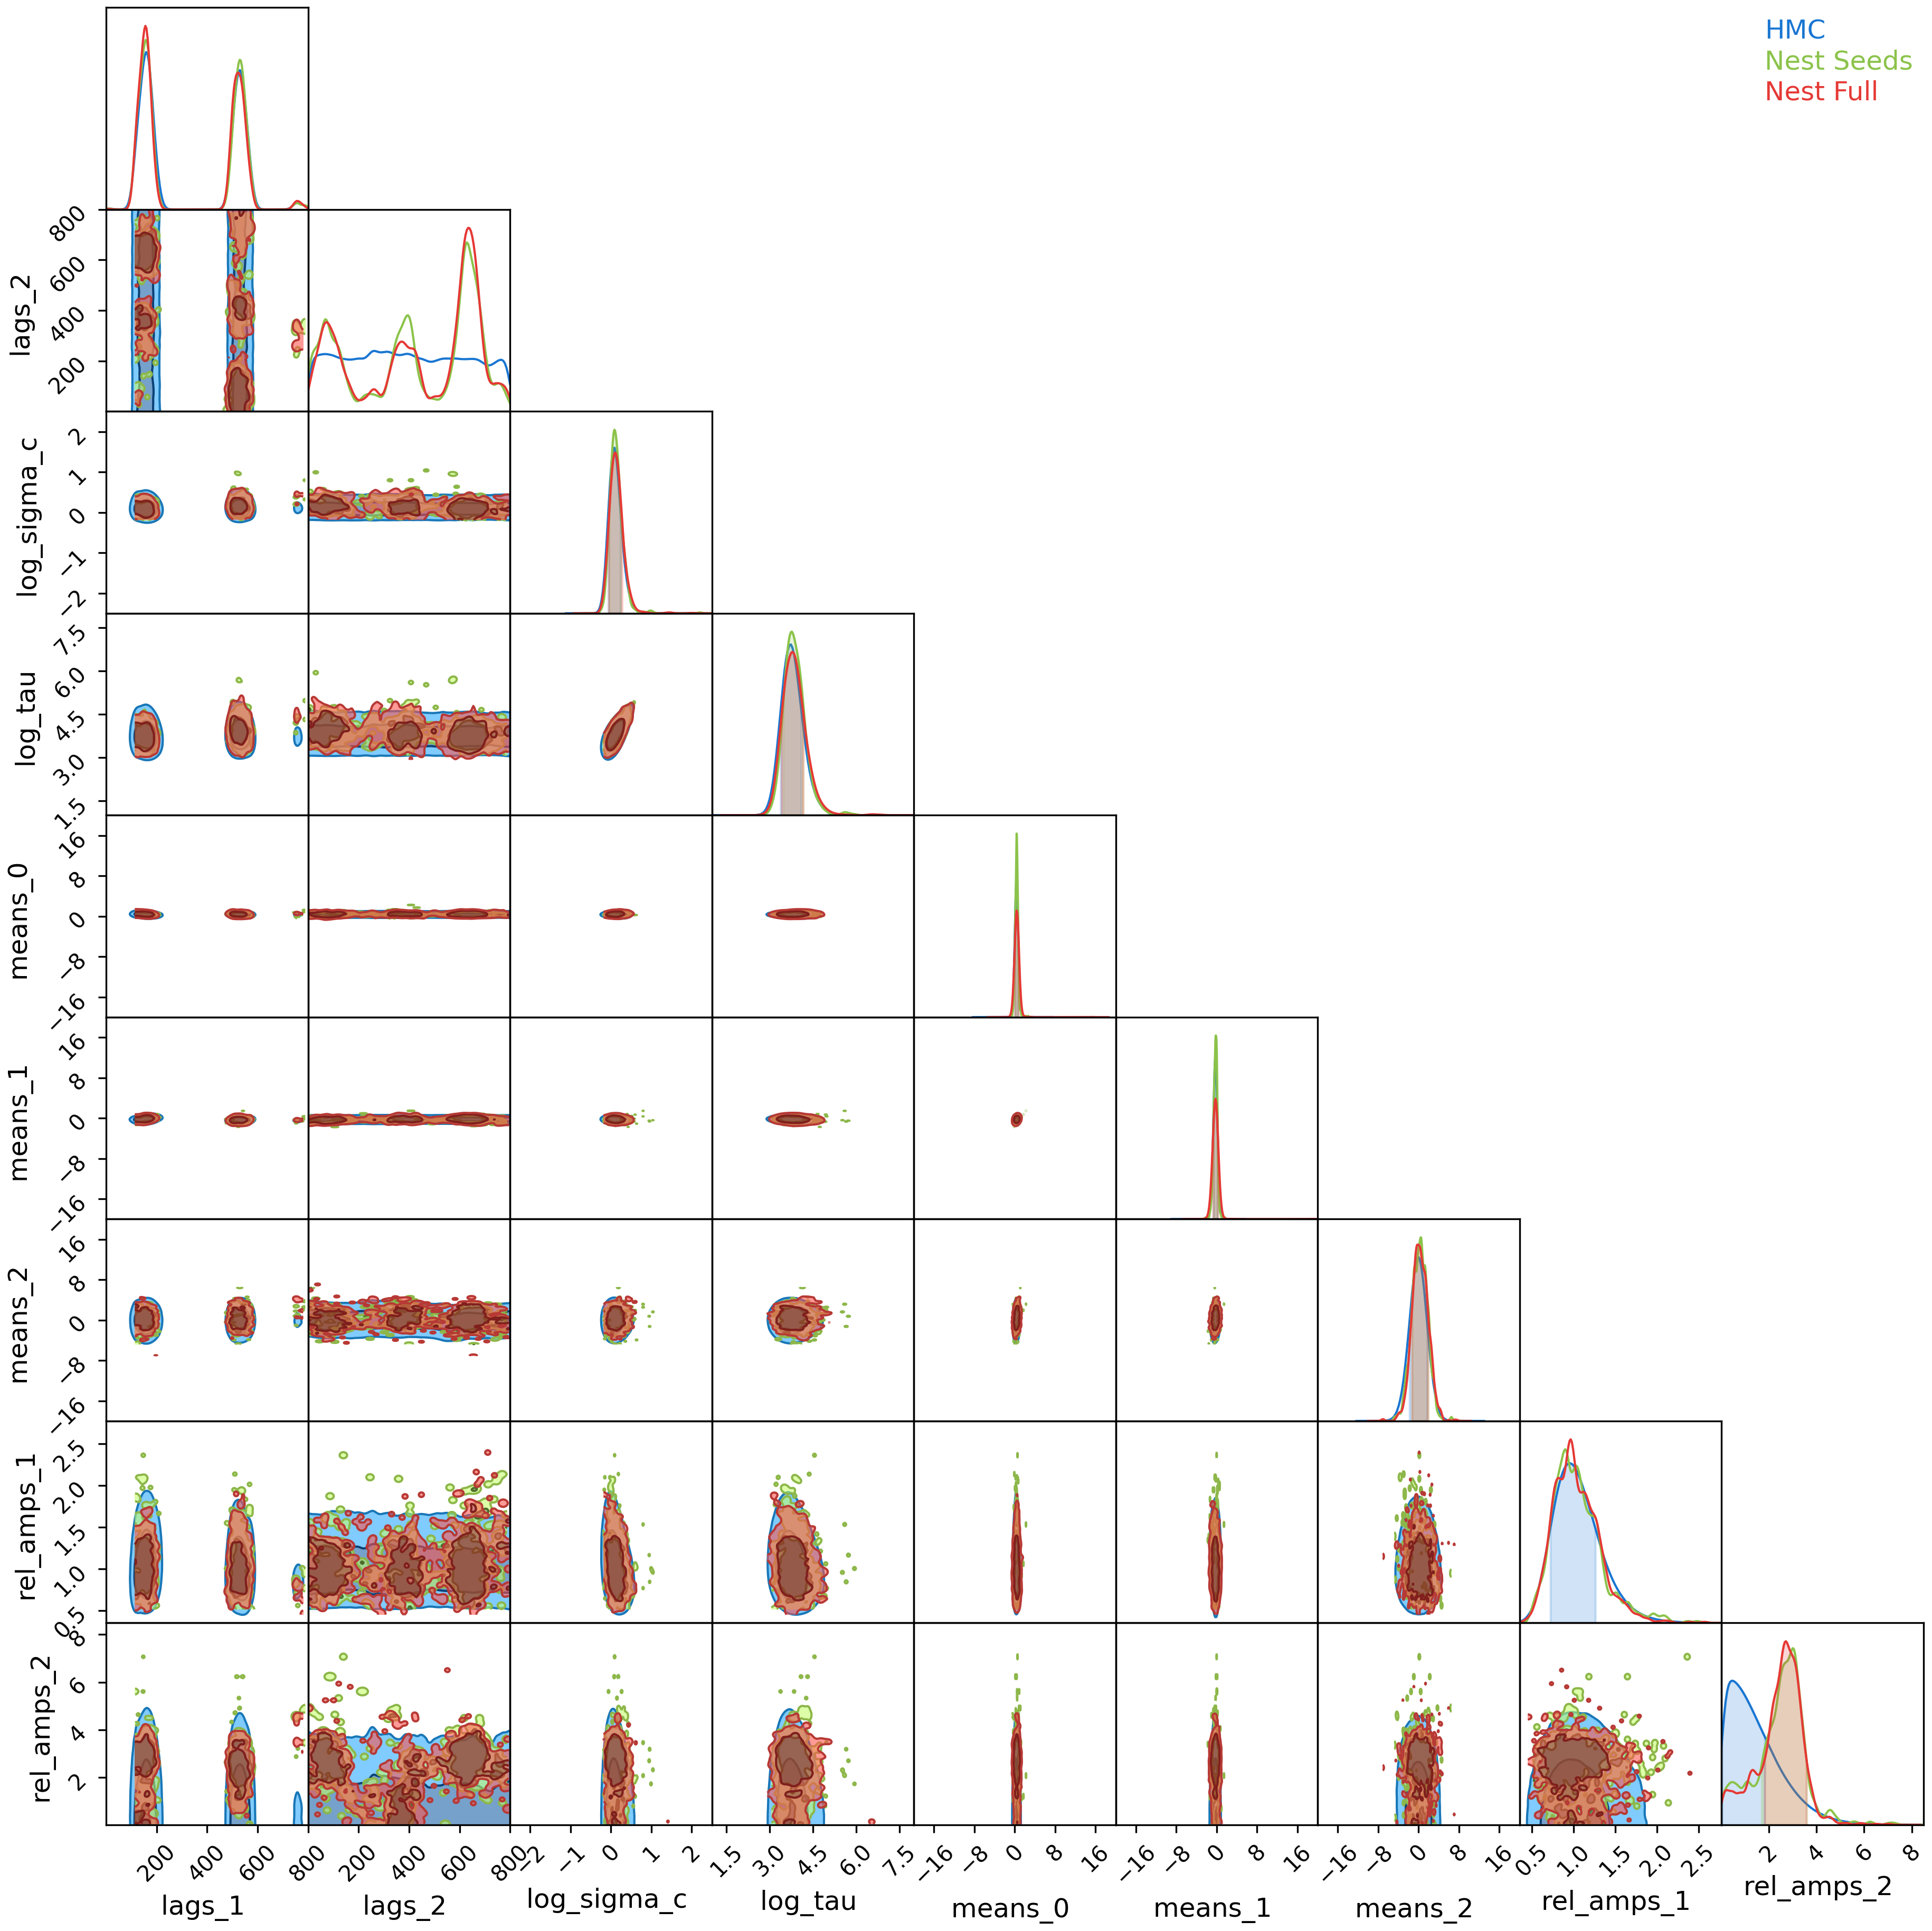 HMC
Nest Seeds
Nest Full
lags_2
800
600
400
200
log_sigma_c
2
1
0
−1
−2
log_tau
7.5
6.0
4.5
3.0
1.5
means_0
16
8
0
−8
−16
means_1
16
8
0
−8
−16
means_2
16
8
0
−8
−16
rel_amps_1
2.5
2.0
1.5
1.0
0.5
rel_amps_2
8
6
4
2
200 400 600 800
200 400 600 800
−2 −1 0 1 2
1.5 3.0 4.5 6.0 7.5
−16 −8 0 8 16
−16 −8 0 8 16
−16 −8 0 8 16
0.5 1.0 1.5 2.0 2.5
2 4 6 8
lags_1 lags_2 log_sigma_c log_tau means_0 means_1 means_2 rel_amps_1 rel_amps_2